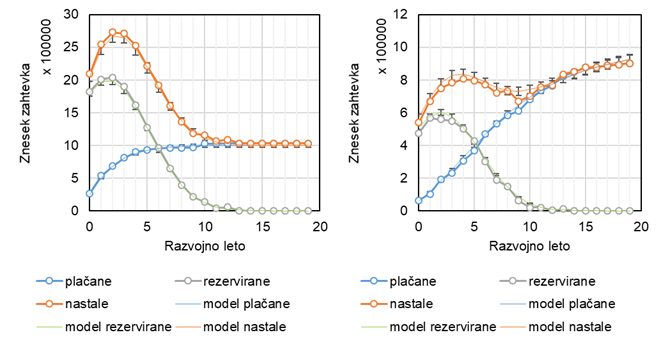 30
25
20
15
10
5
0
Znesek zahtevka
x 100000
0 5 10 15 20
Razvojno leto
plačane rezervirane
nastale model plačane
model rezervirane model nastale
12
10
8
6
4
2
0
Znesek zahtevka
x 100000
0 5 10 15 20
Razvojno leto
plačane rezervirane
nastale model plačane
model rezervirane model nastale